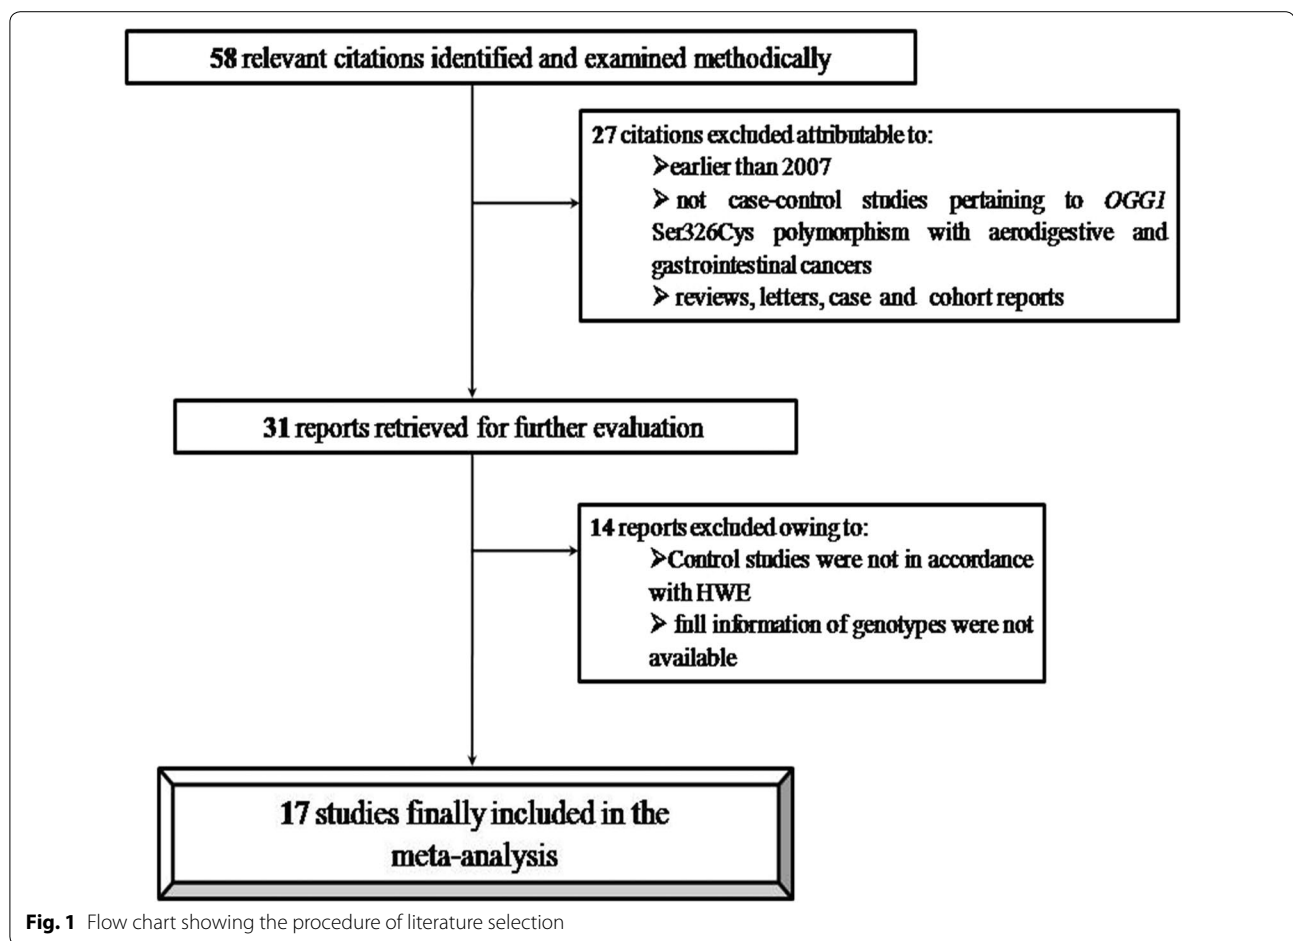 58 relevant citations identified and examined methodically
27 citations excluded attributable to:
➢earlier than 2007
➢ not case-control studies pertaining to OGG1
Ser326Cys polymorphism with aerodigestive and
gastrointestinal cancers
➢ reviews, letters, case and cohort reports
31 reports retrieved for further evaluation
14 reports excluded owing to:
➢Control studies were not in accordance
with HWE
➢ full information of genotypes were not
available
17 studies finally included in the
meta-analysis
Fig. 1 Flow chart showing the procedure of literature selection